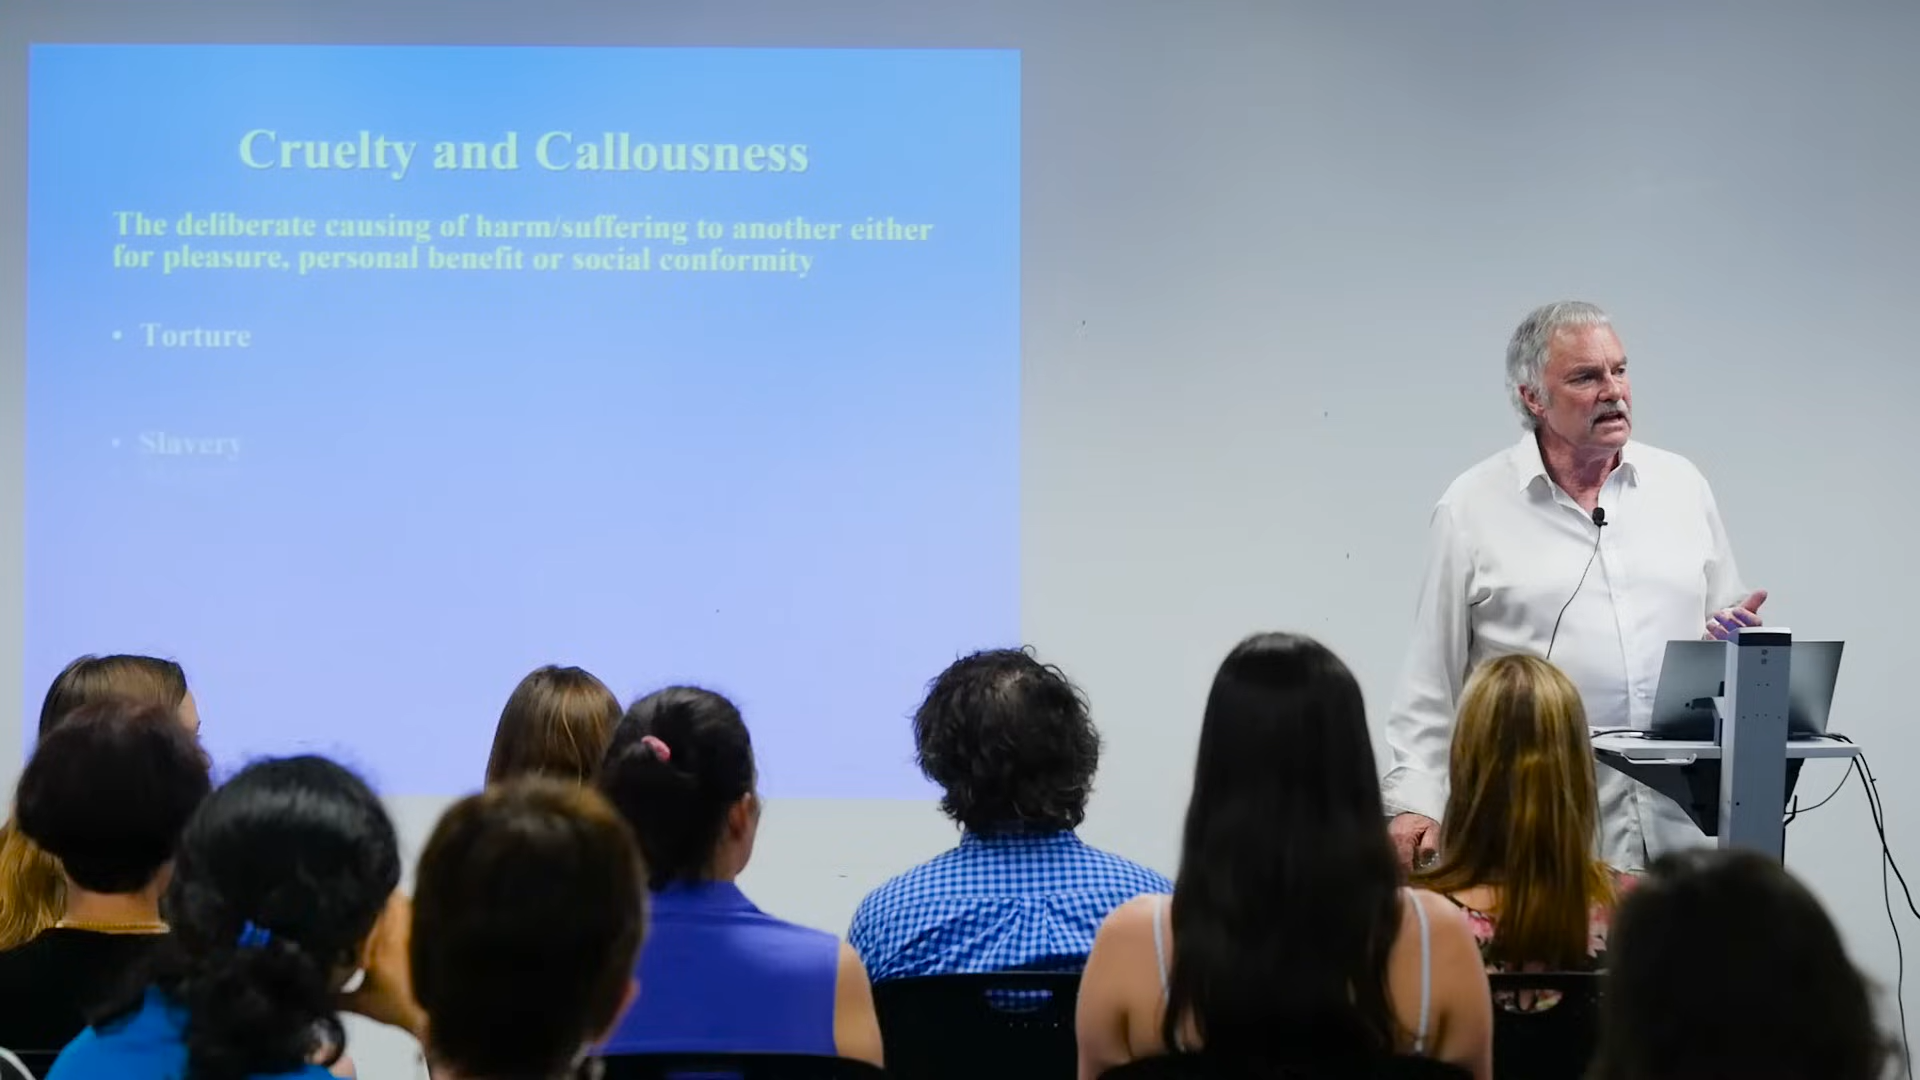 Cruelty and Callousness
The deliberate causing of harm/suffering to another either
for pleasure, personal benefit or social conformity
• Torture
• Slavery